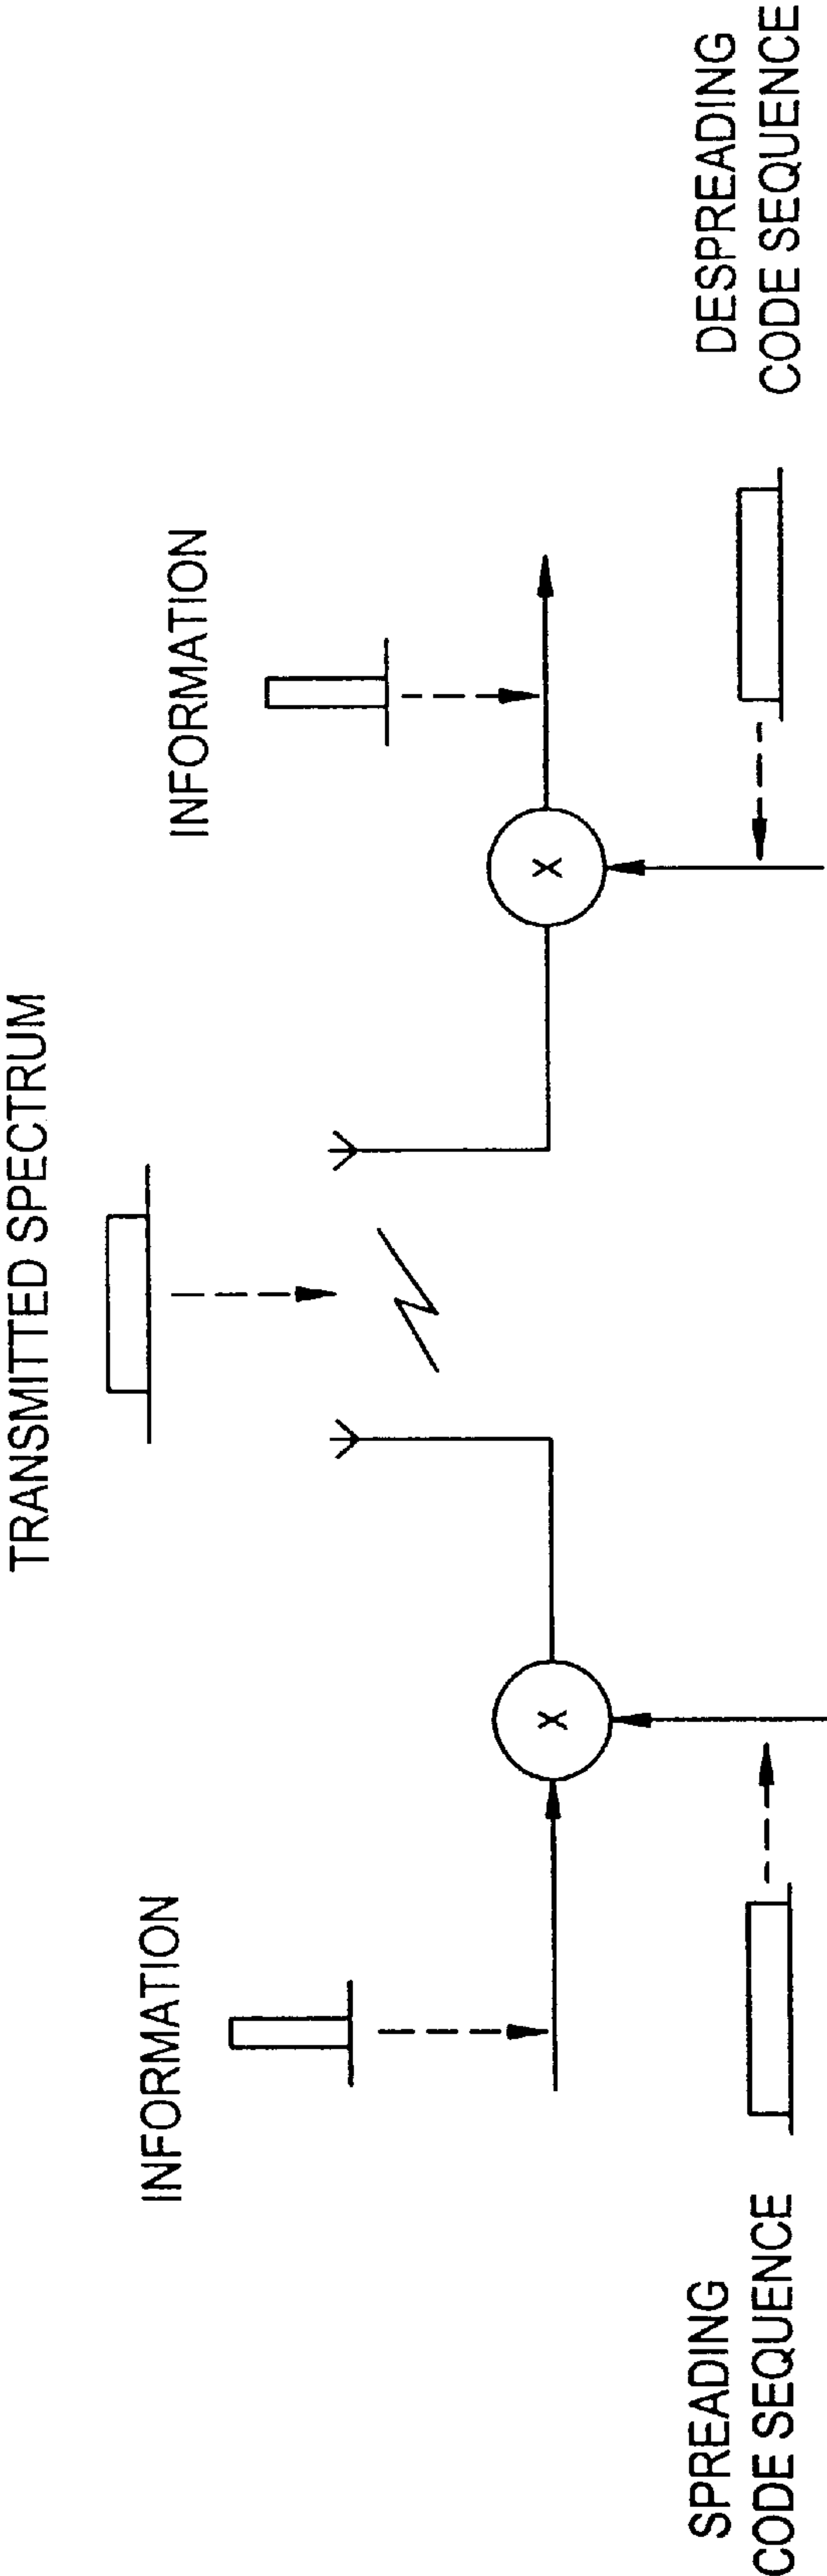 TRANSMITTED SPECTRUM
INFORMATION
INFORMATION
X
X
SPREADING
CODE SEQUENCE
DESPREADING
CODE SEQUENCE